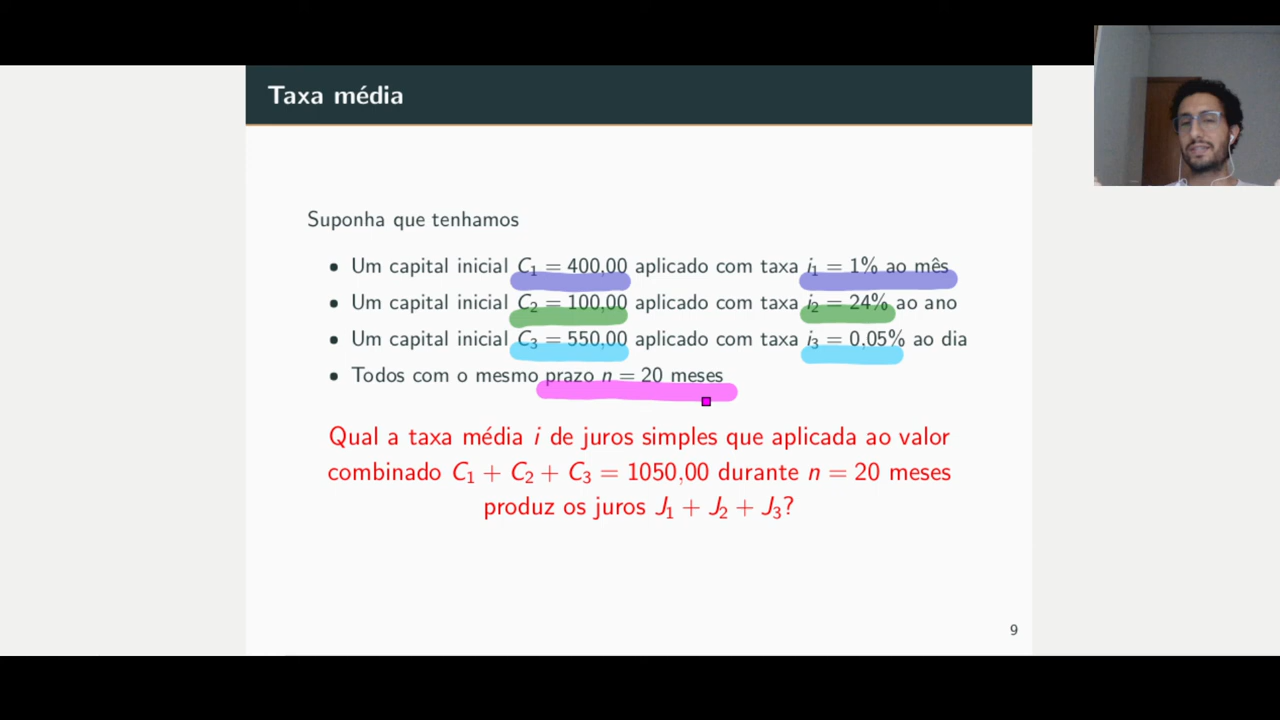 Taxa média
Suponha que tenhamos
• Um capital inicial C₁ = 400,00 aplicado com taxa i₁ = 1% ao mês
• Um capital inicial C₂ = 100,00 aplicado com taxa i₂ = 24% ao ano
• Um capital inicial C₃ = 550,00 aplicado com taxa i₃ = 0,05% ao dia
• Todos com o mesmo prazo n = 20 meses
Qual a taxa média i de juros simples que aplicada ao valor
combinado C₁ + C₂ + C₃ = 1050,00 durante n = 20 meses
produz os juros J₁ + J₂ + J₃?
9